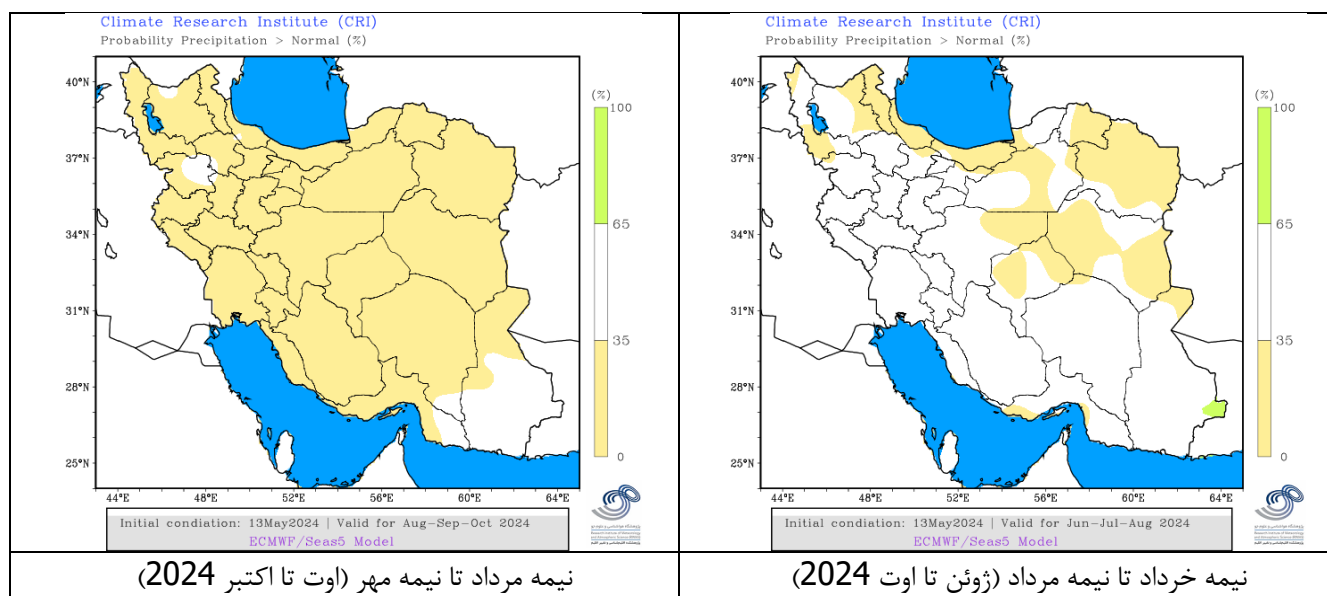 Climate Research Institute (CRI)
Probability Precipitation > Normal (%)
40°N
37°N
34°N
31°N
28°N
25°N
44°E 48°E 52°E 56°E 60°E 64°E
(%)
100
65
35
0
Initial condiation: 13May2024 | Valid for Aug-Sep-Oct 2024
ECMWF/Seas5 Model
نیمه مرداد تا نیمه مهر (اوت تا اکتبر 2024)
Climate Research Institute (CRI)
Probability Precipitation > Normal (%)
40°N
37°N
34°N
31°N
28°N
25°N
44°E 48°E 52°E 56°E 60°E 64°E
(%)
100
65
35
0
Initial condiation: 13May2024 | Valid for Jun-Jul-Aug 2024
ECMWF/Seas5 Model
نیمه خرداد تا نیمه مرداد (ژوئن تا اوت 2024)